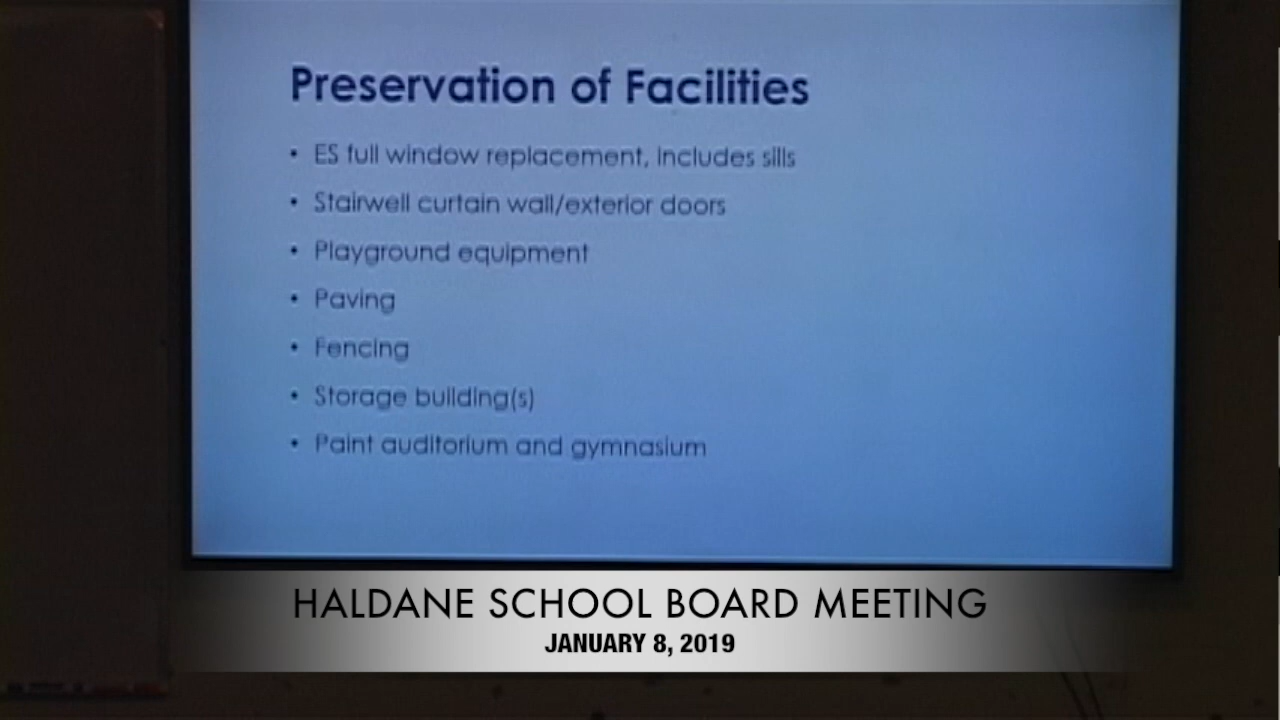 Preservation of Facilities
• ES full window replacement, includes sills
• Stairwell curtain wall/exterior doors
• Playground equipment
• Paving
• Fencing
• Storage building(s)
• Paint auditorium and gymnasium
HALDANE SCHOOL BOARD MEETING
JANUARY 8, 2019